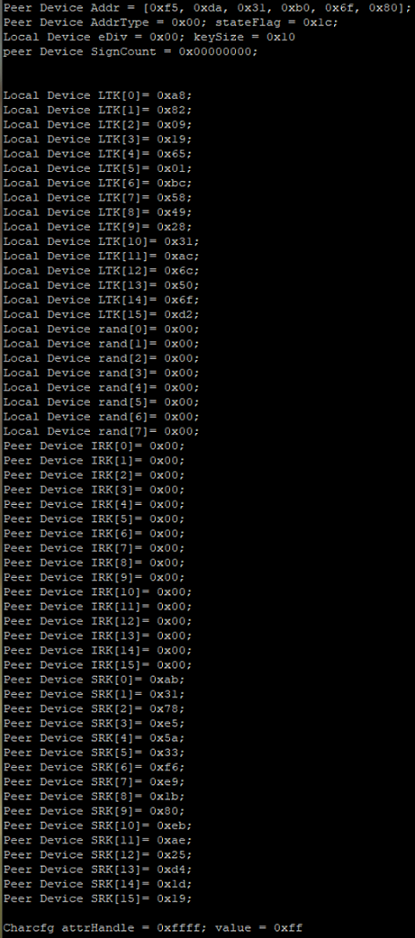 Peer Device Addr = [0xf5, 0xda, 0x31, 0xb0, 0x6f, 0x80];
Peer Device AddrType = 0x00; stateFlag = 0x1c;
Local Device eDiv = 0x00; keySize = 0x10
peer Device SignCount = 0x00000000;
Local Device LTK[0]= 0xa8;
Local Device LTK[1]= 0x82;
Local Device LTK[2]= 0x09;
Local Device LTK[3]= 0x19;
Local Device LTK[4]= 0x65;
Local Device LTK[5]= 0x01;
Local Device LTK[6]= 0xbc;
Local Device LTK[7]= 0x58;
Local Device LTK[8]= 0x49;
Local Device LTK[9]= 0x28;
Local Device LTK[10]= 0x31;
Local Device LTK[11]= 0xac;
Local Device LTK[12]= 0x6c;
Local Device LTK[13]= 0x50;
Local Device LTK[14]= 0x6f;
Local Device LTK[15]= 0xd2;
Local Device rand[0]= 0x00;
Local Device rand[1]= 0x00;
Local Device rand[2]= 0x00;
Local Device rand[3]= 0x00;
Local Device rand[4]= 0x00;
Local Device rand[5]= 0x00;
Local Device rand[6]= 0x00;
Local Device rand[7]= 0x00;
Peer Device IRK[0]= 0x00;
Peer Device IRK[1]= 0x00;
Peer Device IRK[2]= 0x00;
Peer Device IRK[3]= 0x00;
Peer Device IRK[4]= 0x00;
Peer Device IRK[5]= 0x00;
Peer Device IRK[6]= 0x00;
Peer Device IRK[7]= 0x00;
Peer Device IRK[8]= 0x00;
Peer Device IRK[9]= 0x00;
Peer Device IRK[10]= 0x00;
Peer Device IRK[11]= 0x00;
Peer Device IRK[12]= 0x00;
Peer Device IRK[13]= 0x00;
Peer Device IRK[14]= 0x00;
Peer Device IRK[15]= 0x00;
Peer Device SRK[0]= 0xab;
Peer Device SRK[1]= 0x31;
Peer Device SRK[2]= 0x78;
Peer Device SRK[3]= 0xe5;
Peer Device SRK[4]= 0x5a;
Peer Device SRK[5]= 0x33;
Peer Device SRK[6]= 0xf6;
Peer Device SRK[7]= 0xe9;
Peer Device SRK[8]= 0x1b;
Peer Device SRK[9]= 0x80;
Peer Device SRK[10]= 0xeb;
Peer Device SRK[11]= 0xae;
Peer Device SRK[12]= 0x25;
Peer Device SRK[13]= 0xd4;
Peer Device SRK[14]= 0x1d;
Peer Device SRK[15]= 0x19;
Charcfg attrHandle = 0xffff; value = 0xff